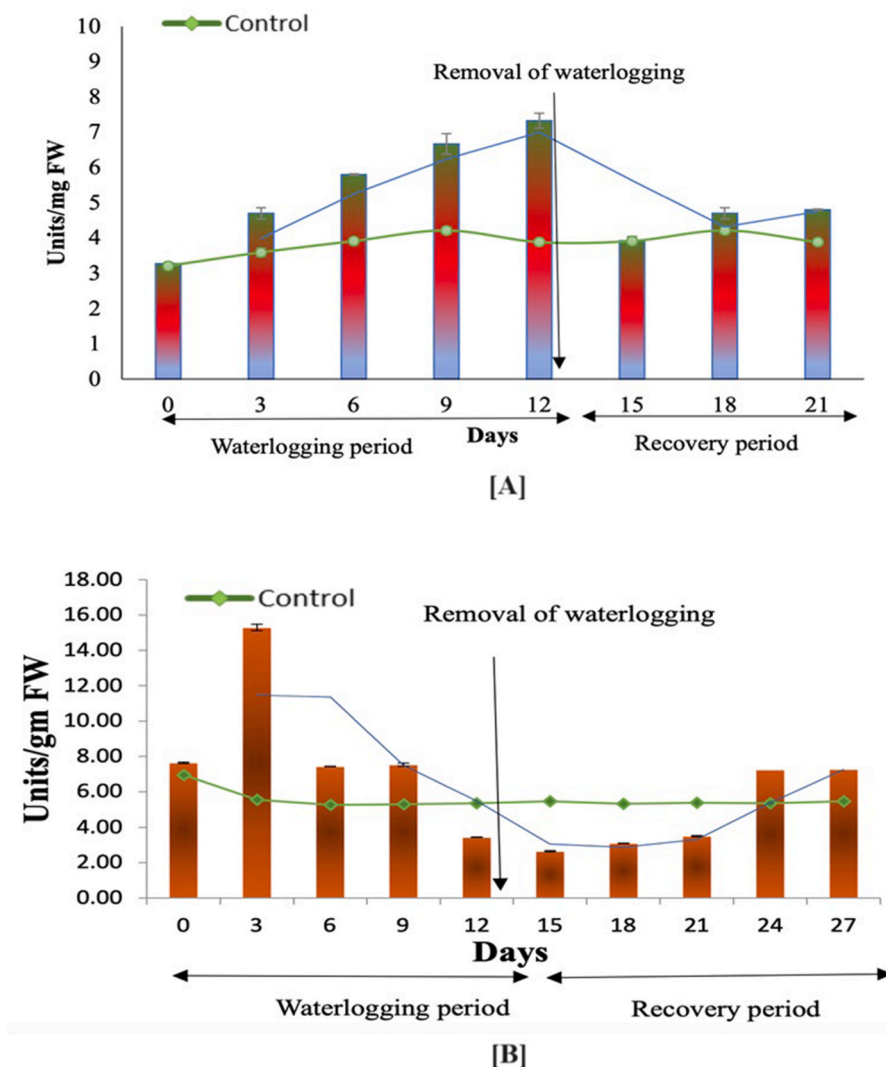 10
Control
9
Removal of waterlogging
8
7
6
5
4
3
2
1
0
Units/mg FW
0 3 6 9 12 15 18 21
Waterlogging period Days Recovery period
[A]
18.00
Control
16.00
Removal of waterlogging
14.00
12.00
10.00
8.00
6.00
4.00
2.00
0.00
Units/gm FW
0 3 6 9 12 15 18 21 24 27
Days
Waterlogging period Recovery period
[B]